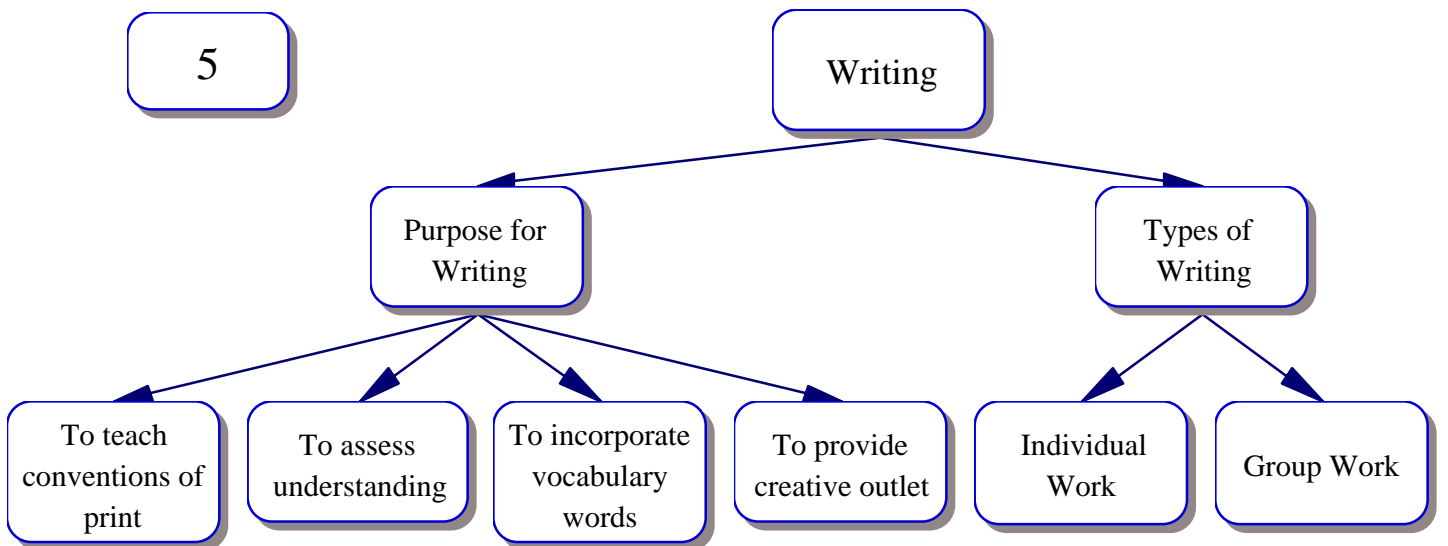 5
Writing
Purpose for
Writing
Types of
Writing
To teach
conventions of
print
To assess
understanding
To incorporate
vocabulary
words
To provide
creative outlet
Individual
Work
Group Work